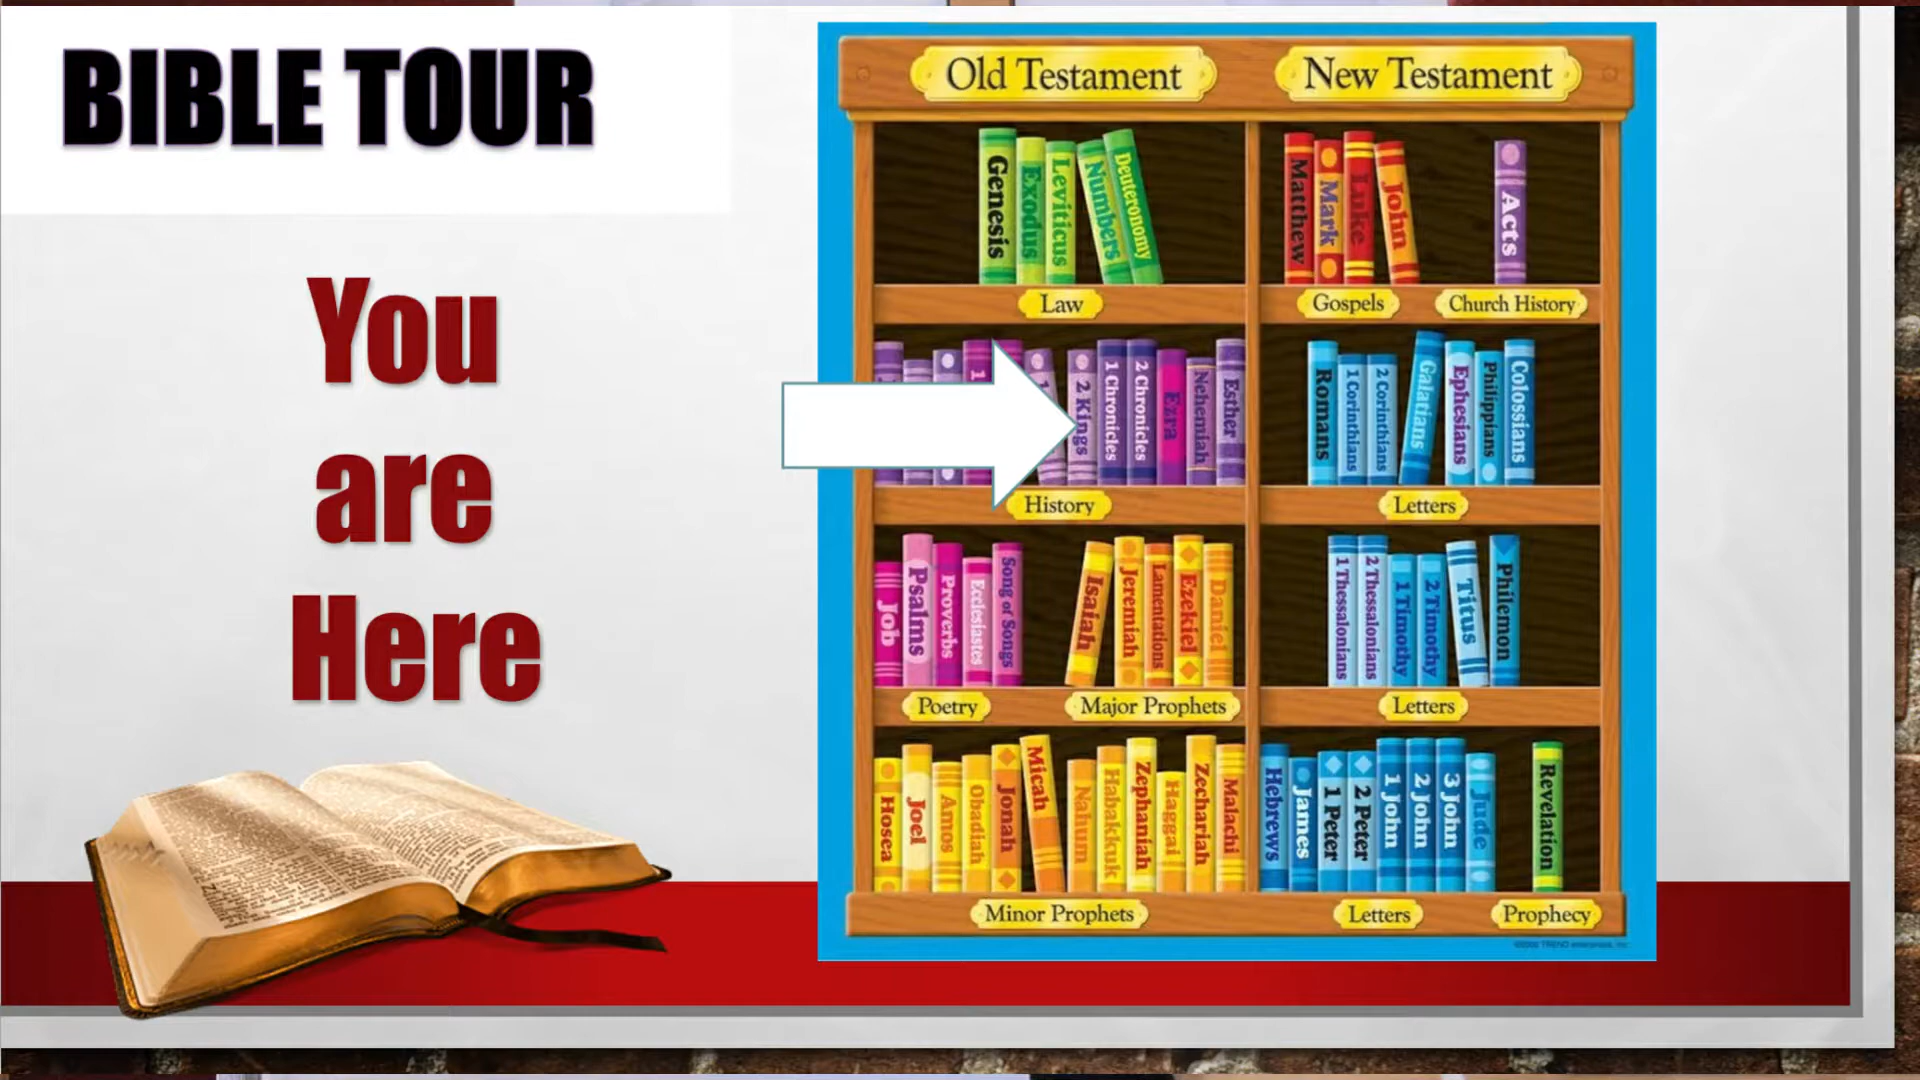 BIBLE TOUR
You
are
Here
Old Testament
New Testament
Genesis
Exodus
Leviticus
Numbers
Deuteronomy
Matthew
Mark
Luke
John
Acts
Law
Gospels
Church History
1
1
2 Kings
1 Chronicles
2 Chronicles
Ezra
Nehemiah
Esther
Romans
1 Corinthians
2 Corinthians
Galatians
Ephesians
Philippians
Colossians
History
Letters
Job
Psalms
Proverbs
Ecclesiastes
Song of Songs
Isaiah
Jeremiah
Lamentations
Ezekiel
Daniel
1 Thessalonians
2 Thessalonians
1 Timothy
2 Timothy
Titus
Philemon
Poetry
Major Prophets
Letters
Hosea
Joel
Amos
Obadiah
Jonah
Micah
Nahum
Habakkuk
Zephaniah
Haggai
Zechariah
Malachi
Hebrews
James
1 Peter
2 Peter
1 John
2 John
3 John
Jude
Revelation
Minor Prophets
Letters
Prophecy